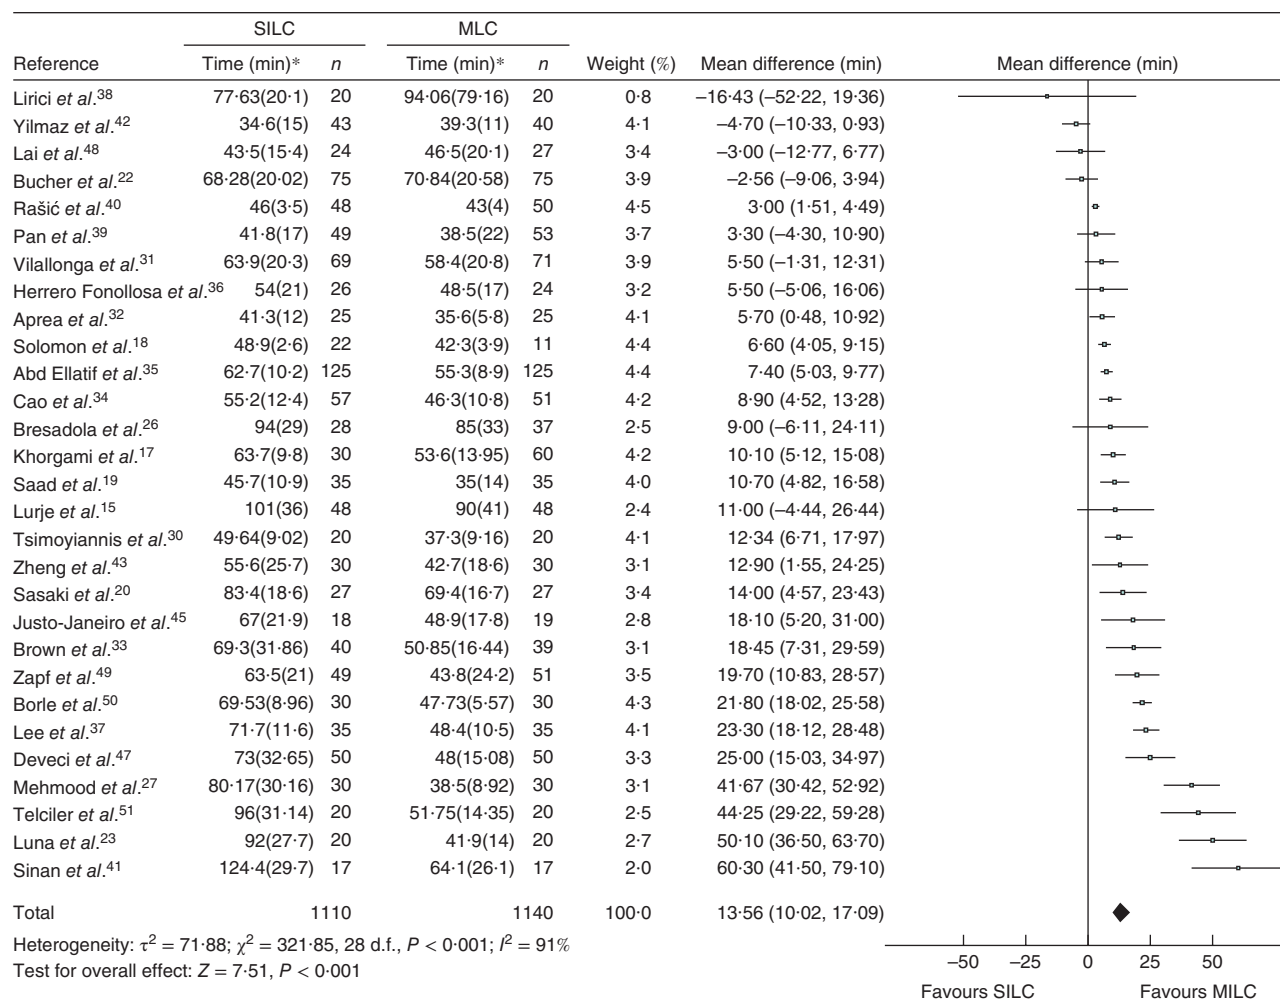 SILC MLC
Reference Time (min)* n Time (min)* n Weight (%) Mean difference (min) Mean difference (min)
Lirici et al.38 77·63(20·1) 20 94·06(79·16) 20 0·8 –16·43 (–52·22, 19·36)
Yilmaz et al.42 34·6(15) 43 39·3(11) 40 4·1 –4·70 (–10·33, 0·93)
Lai et al.48 43·5(15·4) 24 46·5(20·1) 27 3·4 –3·00 (–12·77, 6·77)
Bucher et al.22 68·28(20·02) 75 70·84(20·58) 75 3·9 –2·56 (–9·06, 3·94)
Rašić et al.40 46(3·5) 48 43(4) 50 4·5 3·00 (1·51, 4·49)
Pan et al.39 41·8(17) 49 38·5(22) 53 3·7 3·30 (–4·30, 10·90)
Vilallonga et al.31 63·9(20·3) 69 58·4(20·8) 71 3·9 5·50 (–1·31, 12·31)
Herrero Fonollosa et al.36 54(21) 26 48·5(17) 24 3·2 5·50 (–5·06, 16·06)
Aprea et al.32 41·3(12) 25 35·6(5·8) 25 4·1 5·70 (0·48, 10·92)
Solomon et al.18 48·9(2·6) 22 42·3(3·9) 11 4·4 6·60 (4·05, 9·15)
Abd Ellatif et al.35 62·7(10·2) 125 55·3(8·9) 125 4·4 7·40 (5·03, 9·77)
Cao et al.34 55·2(12·4) 57 46·3(10·8) 51 4·2 8·90 (4·52, 13·28)
Bresadola et al.26 94(29) 28 85(33) 37 2·5 9·00 (–6·11, 24·11)
Khorgami et al.17 63·7(9·8) 30 53·6(13·95) 60 4·2 10·10 (5·12, 15·08)
Saad et al.19 45·7(10·9) 35 35(14) 35 4·0 10·70 (4·82, 16·58)
Lurje et al.15 101(36) 48 90(41) 48 2·4 11·00 (–4·44, 26·44)
Tsimoyiannis et al.30 49·64(9·02) 20 37·3(9·16) 20 4·1 12·34 (6·71, 17·97)
Zheng et al.43 55·6(25·7) 30 42·7(18·6) 30 3·1 12·90 (1·55, 24·25)
Sasaki et al.20 83·4(18·6) 27 69·4(16·7) 27 3·4 14·00 (4·57, 23·43)
Justo-Janeiro et al.45 67(21·9) 18 48·9(17·8) 19 2·8 18·10 (5·20, 31·00)
Brown et al.33 69·3(31·86) 40 50·85(16·44) 39 3·1 18·45 (7·31, 29·59)
Zapf et al.49 63·5(21) 49 43·8(24·2) 51 3·5 19·70 (10·83, 28·57)
Borle et al.50 69·53(8·96) 30 47·73(5·57) 30 4·3 21·80 (18·02, 25·58)
Lee et al.37 71·7(11·6) 35 48·4(10·5) 35 4·1 23·30 (18·12, 28·48)
Deveci et al.47 73(32·65) 50 48(15·08) 50 3·3 25·00 (15·03, 34·97)
Mehmood et al.27 80·17(30·16) 30 38·5(8·92) 30 3·1 41·67 (30·42, 52·92)
Telciler et al.51 96(31·14) 20 51·75(14·35) 20 2·5 44·25 (29·22, 59·28)
Luna et al.23 92(27·7) 20 41·9(14) 20 2·7 50·10 (36·50, 63·70)
Sinan et al.41 124·4(29·7) 17 64·1(26·1) 17 2·0 60·30 (41·50, 79·10)
Total 1110 1140 100·0 13·56 (10·02, 17·09)
Heterogeneity: τ2 = 71·88; χ2 = 321·85, 28 d.f., P < 0·001; I2 = 91%
Test for overall effect: Z = 7·51, P < 0·001
–50 –25 0 25 50
Favours SILC Favours MILC